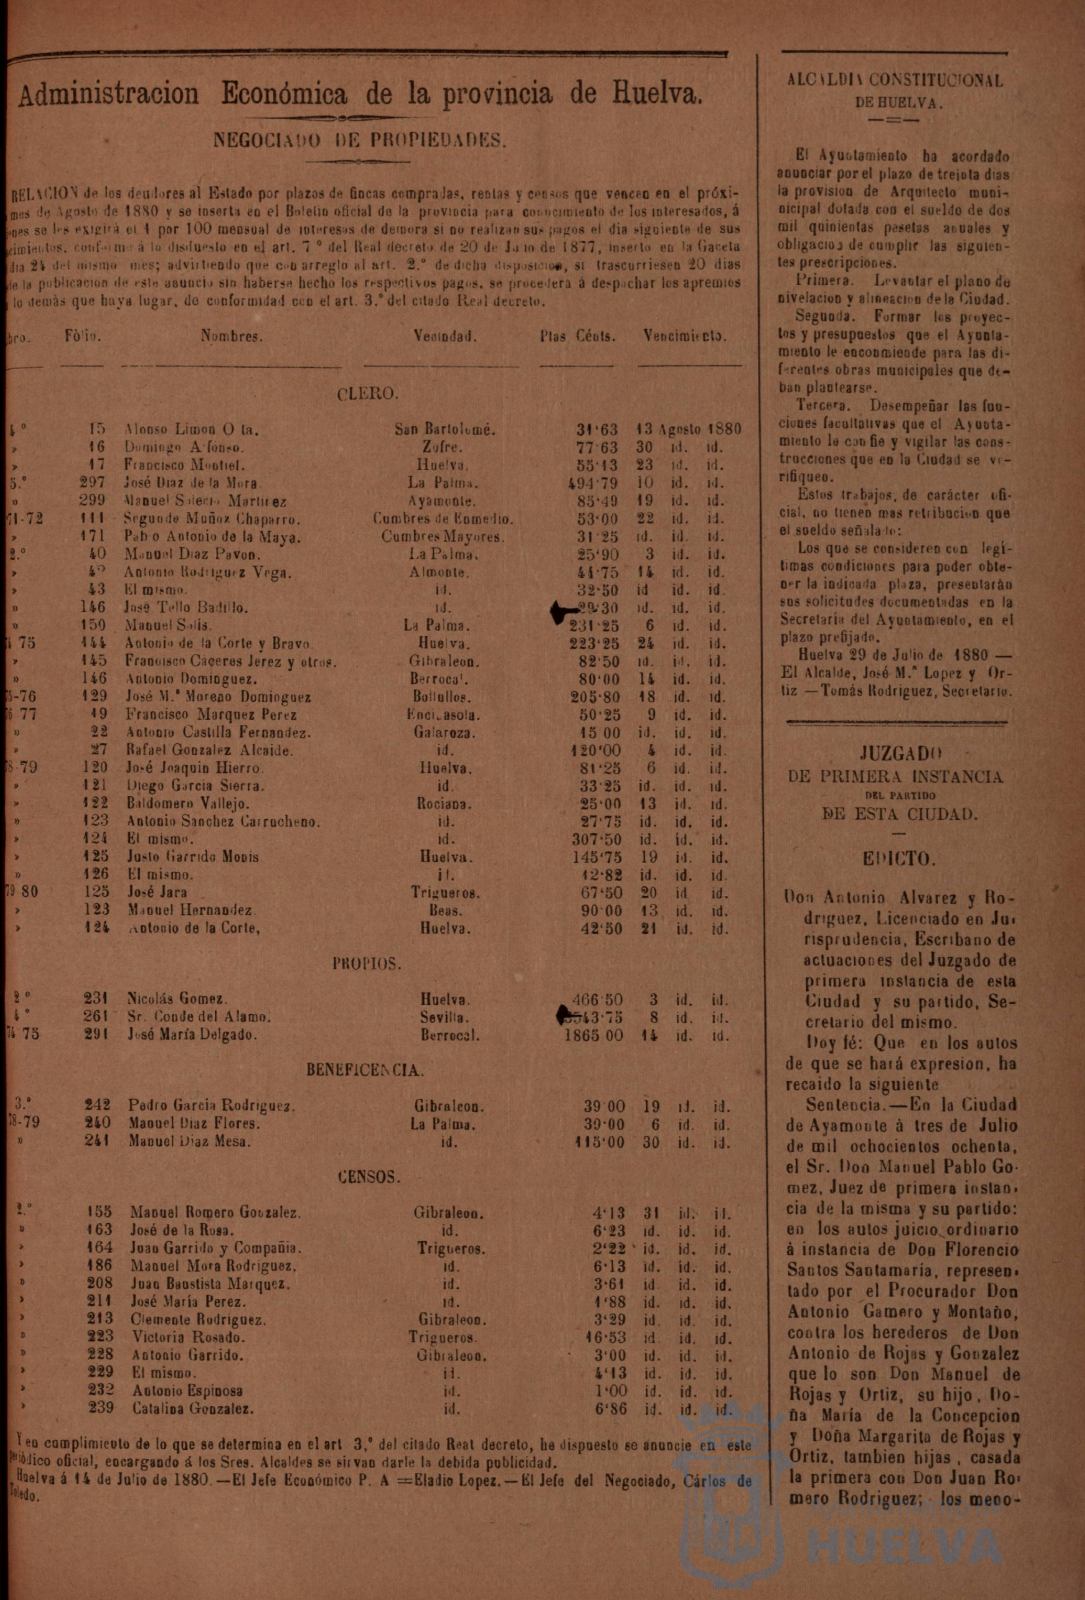 Administracion Económica de la provincia de Huelva.
NEGOCIADO DE PROPIEDADES.
RELACION de los deudores al Estado por plazos de fincas compradas, rentas y censos que vencen en el próxi-
mes de Agosto de 1880 y se inserta en el Boletin oficial de la provincia para conocimiento de los interesados, á
se les exigirá el 1 por 100 mensual de intereses de demora si no realizan sus pagos el dia siguiente de sus
cimientos, conforme á lo dispuesto en el art. 7.º del Real decreto de 20 de Junio de 1877, inserto en la Gaceta
dia 24 del mismo mes; advirtiendo que con arreglo al art. 2.º de dicha disposicion, si trascurriesen 20 dias
de la publicacion de este anuncio sin haberse hecho los respectivos pagos, se procederá á despachar los apremios
lo demás que haya lugar, de conformidad con el art. 3.º del citado Real decreto.
bro. Fólio. Nombres. Vecindad. Ptas Cénts. Vencimiento.
CLERO.
4.º 15 Alonso Limon O ta. San Bartolomé. 31'63 13 Agosto 1880
» 16 Domingo Afonso. Zufre. 77'63 30 id. id.
» 17 Francisco Montiel. Huelva. 55'13 23 id. id.
5.º 297 José Diaz de la Mora. La Palma. 494'79 10 id. id.
» 299 Manuel Martinez Ayamonte. 85'49 19 id. id.
71-72 111 Segundo Muñoz Chaparro. Cumbres de Enmedio. 53'00 22 id. id.
» 171 Pablo Antonio de la Maya. Cumbres Mayores. 31'25 id. id. id.
2.º 40 Manuel Diaz Pavon. La Palma. 25'90 3 id. id.
» 42 Antonio Rodriguez Vega. Almonte. 44'75 14 id. id.
» 43 El mismo. id. 32'50 id id. id.
» 146 José Tello Badillo. id. 29'30 id. id. id.
» 150 Manuel Solis. La Palma. 231'25 6 id. id.
75 144 Antonio de la Corte y Bravo. Huelva. 223'25 24 id. id.
» 145 Francisco Caceres Jerez y otros. Gibraleon. 82'50 id. id. id.
» 146 Antonio Dominguez. Berrocal. 80'00 14 id. id.
-76 129 José M.ª Moreno Dominguez Bollullos. 205'80 18 id. id.
-77 19 Francisco Marquez Perez Encinasola. 50'25 9 id. id.
» 22 Antonio Castilla Fernandez. Galaroza. 15 00 id. id. id.
» 27 Rafael Gonzalez Alcaide. id. 120'00 4 id. id.
8-79 120 José Joaquin Hierro. Huelva. 81'25 6 id. id.
» 121 Diego Garcia Sierra. id. 33'25 id. id. id.
» 122 Baldomero Vallejo. Rociana. 25'00 13 id. id.
» 123 Antonio Sanchez Carrucheno. id. 27'75 id. id. id.
» 124 El mismo. id. 307'50 id. id. id.
» 125 Justo Garrido Monis Huelva. 145'75 19 id. id.
» 126 El mismo. id. 12'82 id. id. id.
79 80 125 José Jara Trigueros. 67'50 20 id id.
» 123 Manuel Hernandez. Beas. 90'00 13 id. id.
» 124 Antonio de la Corte, Huelva. 42'50 21 id. id.
PROPIOS.
2.º 231 Nicolás Gomez. Huelva. 466'50 3 id. id.
4.º 261 Sr. Conde del Alamo. Sevilla. 8 id. id.
74 75 291 José María Delgado. Berrocal. 1865 00 14 id. id.
BENEFICENCIA.
3.º 242 Pedro Garcia Rodriguez. Gibraleon. 39'00 19 id. id.
78-79 240 Manuel Diaz Flores. La Palma. 39'00 6 id. id.
» 241 Manuel Diaz Mesa. id. 115'00 30 id. id.
CENSOS.
2.º 155 Manuel Romero Gonzalez. Gibraleon. 4'13 31 id. id.
» 163 José de la Rosa. id. 6'23 id. id. id.
» 164 Juan Garrido y Compañia. Trigueros. 2'22 id. id. id.
» 186 Manuel Mora Rodriguez. id. 6'13 id. id. id.
» 208 Juan Baustista Marquez. id. 3'61 id. id. id.
» 211 José María Perez. id. 1'88 id. id. id.
» 213 Clemente Rodriguez. Gibraleon. 3'29 id. id. id.
» 223 Victoria Rosado. Trigueros. 16'53 id. id. id.
» 228 Antonio Garrido. Gibraleon. 3'00 id. id. id.
» 229 El mismo. id. 4'13 id. id. id.
» 232 Antonio Espinosa id. 1'00 id. id. id.
» 239 Catalina Gonzalez. id. 6'86 id. id. id.
Y en cumplimiento de lo que se determina en el art 3.º del citado Real decreto, he dispuesto se anuncie en este
periódico oficial, encargando á los Sres. Alcaldes se sirvan darle la debida publicidad.
Huelva á 14 de Julio de 1880.—El Jefe Económico P. A =Eladio Lopez.—El Jefe del Negociado, Cárlos de
Toledo.
ALCALDIA CONSTITUCIONAL
DE HUELVA.
El Ayuntamiento ha acordado
anunciar por el plazo de treinta dias
la provision de Arquitecto muni-
nicipal dotada con el sueldo de dos
mil quinientas pesetas anuales y
obligacion de cumplir las siguien-
tes prescripciones.
Primera. Levantar el plano de
nivelacion y alineacion de la Ciudad.
Segunda. Formar los proyec-
tos y presupuestos que el Ayunta-
miento le encomiende para las di-
ferentes obras municipales que de-
ban plantearse.
Tercera. Desempeñar las fun-
ciones facultativas que el Ayunta-
miento le confie y vigilar las cons-
trucciones que en la Ciudad se ve-
rifiquen.
Estos trabajos, de carácter ofi-
cial, no tienen mas retribucion que
el sueldo señalado:
Los que se consideren con legí-
timas condiciones para poder obte-
ner la indicada plaza, presentarán
sus solicitudes documentadas en la
Secretaria del Ayuntamiento, en el
plazo prefijado.
Huelva 29 de Julio de 1880 —
El Alcalde, José M.ª Lopez y Or-
tiz —Tomás Rodriguez, Secretario.
JUZGADO
DE PRIMERA INSTANCIA
DEL PARTIDO
DE ESTA CIUDAD.
EDICTO.
Don Antonio Alvarez y Ro-
driguez, Licenciado en Ju-
risprudencia, Escribano de
actuaciones del Juzgado de
primera instancia de esta
Ciudad y su partido, Se-
cretario del mismo.
Doy fé: Que en los autos
de que se hará expresion, ha
recaido la siguiente
Sentencia.—En la Ciudad
de Ayamonte à tres de Julio
de mil ochocientos ochenta,
el Sr. Don Manuel Pablo Go-
mez, Juez de primera instan-
cia de la misma y su partido:
en los autos juicio ordinario
à instancia de Don Florencio
Santos Santamaría, represen-
tado por el Procurador Don
Antonio Gamero y Montaño,
contra los herederos de Don
Antonio de Rojas y Gonzalez
que lo son Don Manuel de
Rojas y Ortiz, su hijo, Do-
ña María de la Concepcion
y Doña Margarita de Rojas y
Ortiz, tambien hijas, casada
la primera con Don Juan Ro-
mero Rodriguez; los meno-
HUELVA